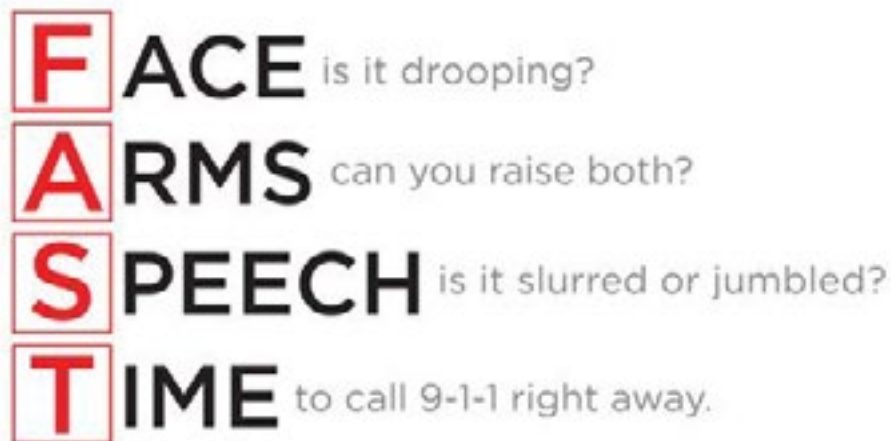 FACE is it drooping?
ARMS can you raise both?
SPEECH is it slurred or jumbled?
TIME to call 9-1-1 right away.